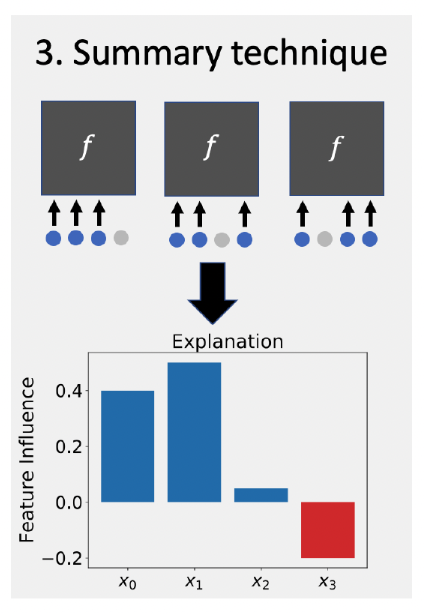 3. Summary technique
f f f
Explanation
Feature Influence
0.4
0.2
0.0
−0.2
x₀ x₁ x₂ x₃